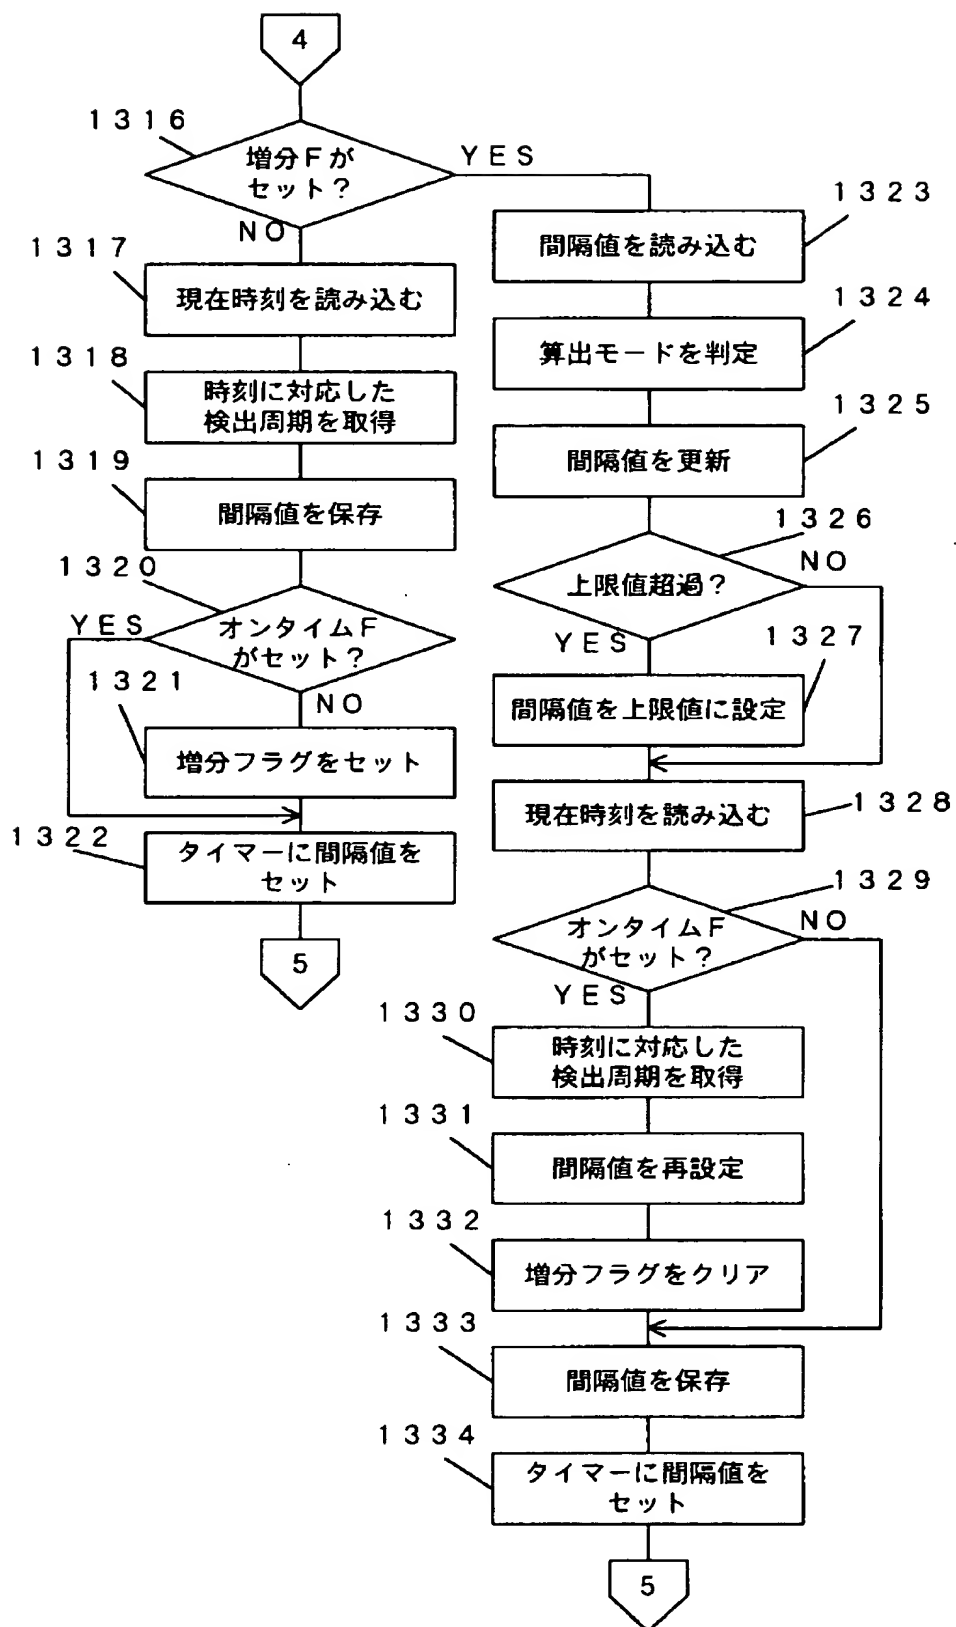 4
1316
増分Fが
セット?
YES
NO
1317
現在時刻を読み込む
1318
時刻に対応した
検出周期を取得
1319
間隔値を保存
1320
オンタイムF
がセット?
YES
NO
1321
増分フラグをセット
1322
タイマーに間隔値を
セット
5
1323
間隔値を読み込む
1324
算出モードを判定
1325
間隔値を更新
1326
上限値超過?
NO
YES
1327
間隔値を上限値に設定
1328
現在時刻を読み込む
1329
オンタイムF
がセット?
NO
YES
1330
時刻に対応した
検出周期を取得
1331
間隔値を再設定
1332
増分フラグをクリア
1333
間隔値を保存
1334
タイマーに間隔値を
セット
5